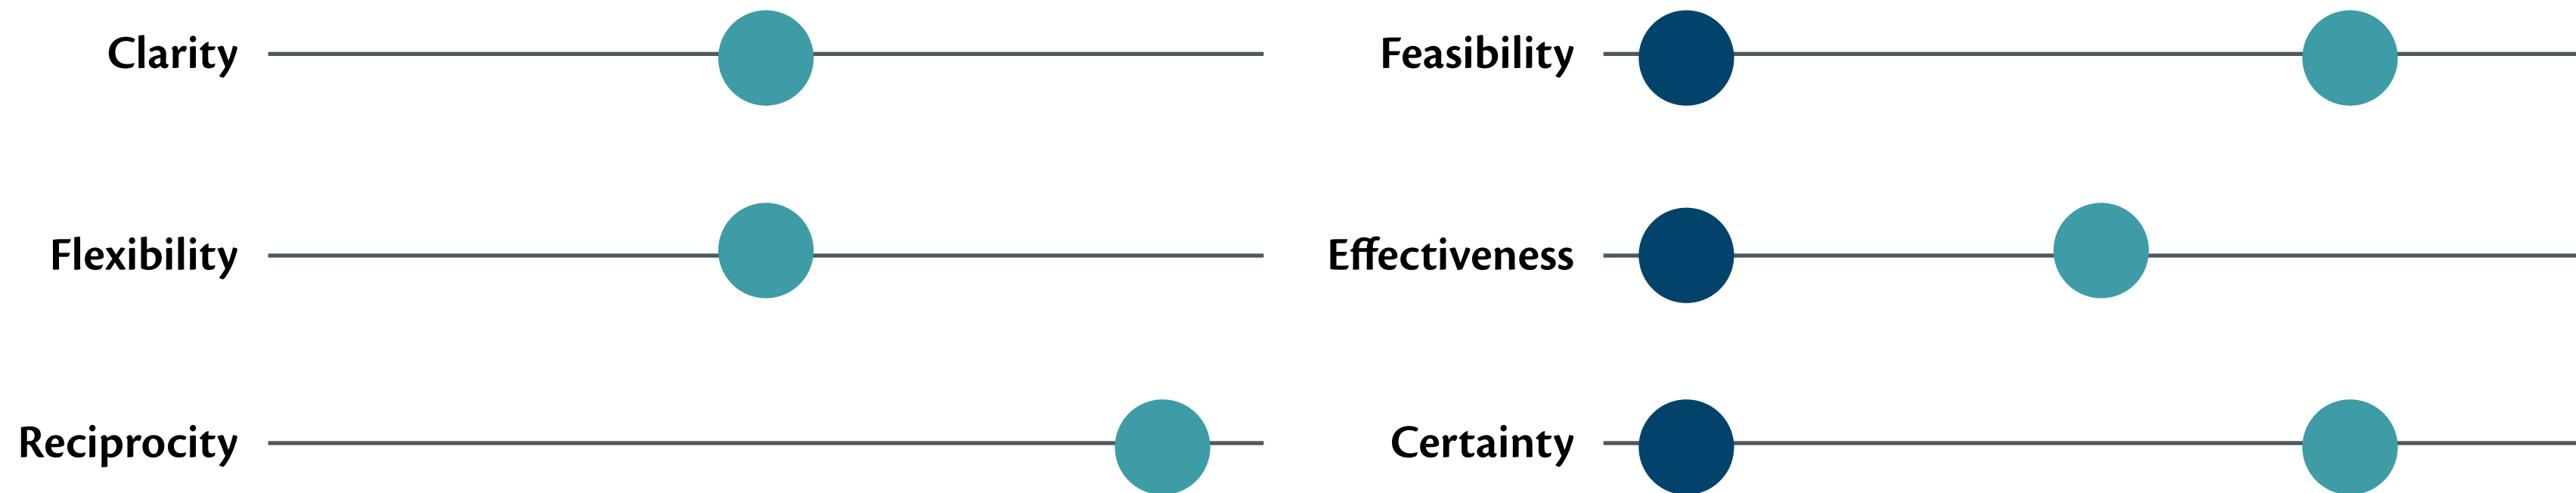 Clarity
Flexibility
Reciprocity
Feasibility
Effectiveness
Certainty